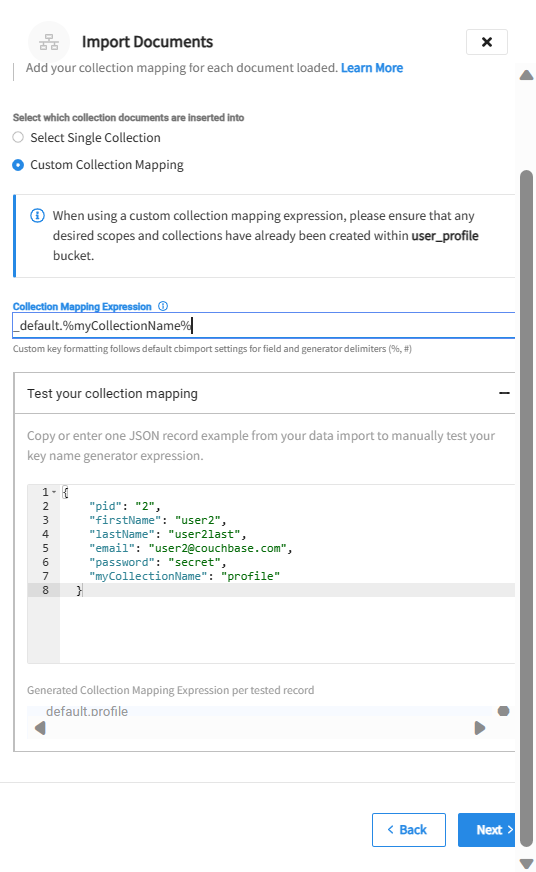 Import Documents
Add your collection mapping for each document loaded. Learn More
Select which collection documents are inserted into
Select Single Collection
Custom Collection Mapping
When using a custom collection mapping expression, please ensure that any
desired scopes and collections have already been created within user_profile
bucket.
Collection Mapping Expression
_default.%myCollectionName%
Custom key formatting follows default cbimport settings for field and generator delimiters (%, #)
Test your collection mapping
Copy or enter one JSON record example from your data import to manually test your
key name generator expression.
1 {
2 "pid": "2",
3 "firstName": "user2",
4 "lastName": "user2last",
5 "email": "user2@couchbase.com",
6 "password": "secret",
7 "myCollectionName": "profile"
8 }
Generated Collection Mapping Expression per tested record
_default.profile
< Back
Next >